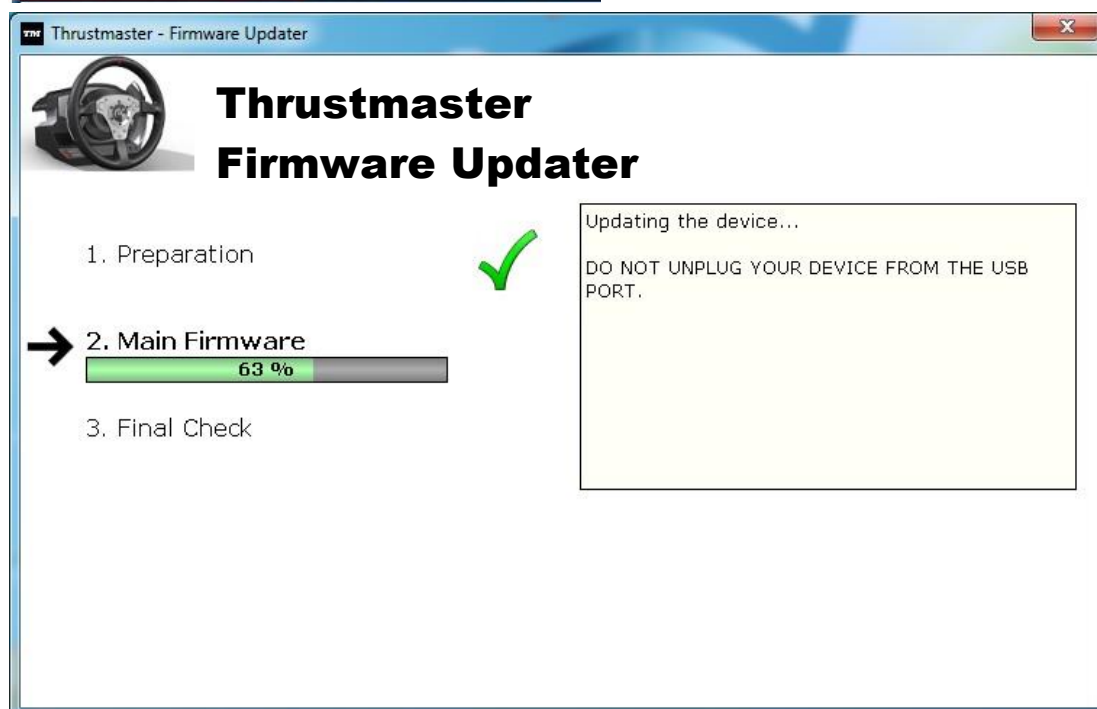 TM Thrustmaster - Firmware Updater
X
Thrustmaster
Firmware Updater
1. Preparation
2. Main Firmware
63 %
3. Final Check
Updating the device...
DO NOT UNPLUG YOUR DEVICE FROM THE USB
PORT.